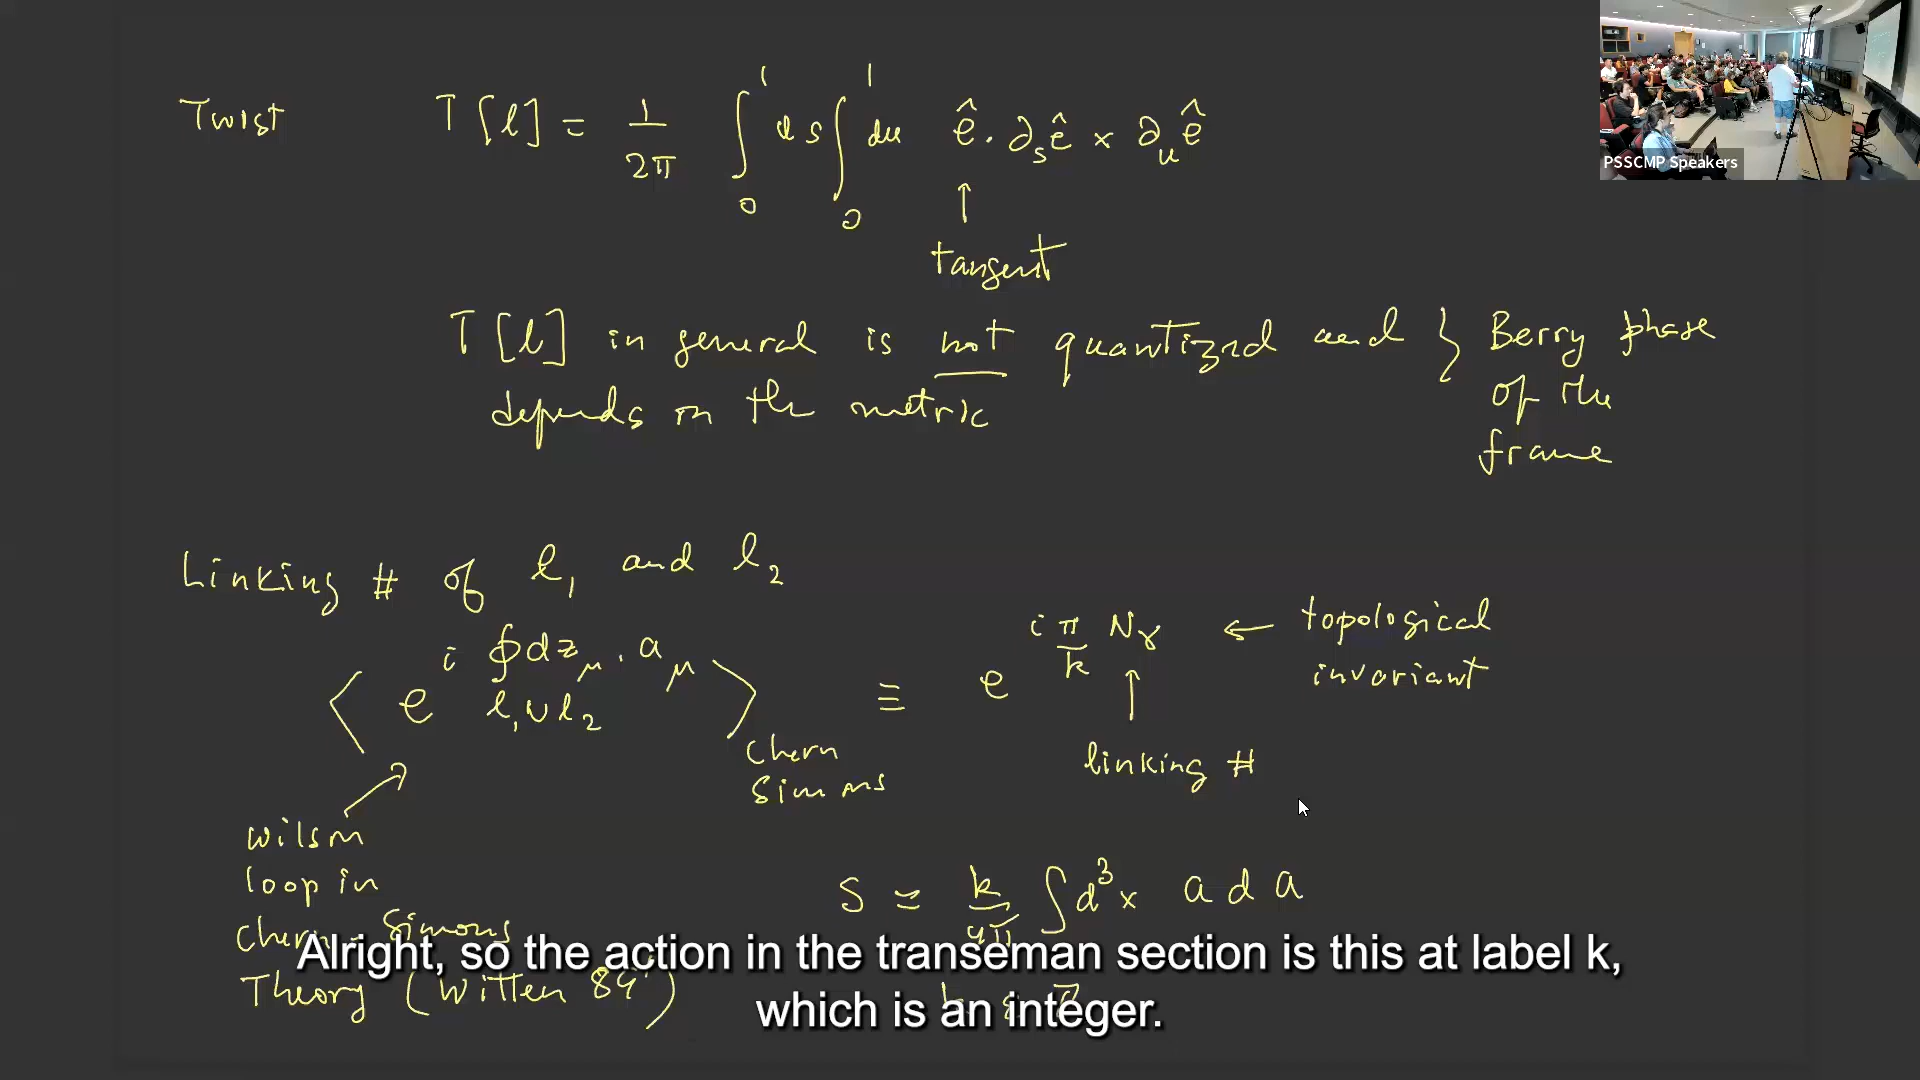 PSSCMP Speakers
Twist T[l] = 1/2π ∫₀¹ ds ∫₀¹ du ê · ∂ₛê × ∂ᵤê
↑
tangent
T[l] in general is not quantized and } Berry phase
depends on the metric of the
frame
Linking # of l₁ and l₂
⟨ e^{i ∮_{l₁∪l₂} dz_μ · a_μ} ⟩ Chern Simons ≡ e^{i π/k N_γ} ← topological
invariant
↑
linking #
Wilson
loop in
Chern-Simons
Theory (Witten 89')
S = k/4π ∫d³x a d a
Alright, so the action in the transeman section is this at label k,
which is an integer.